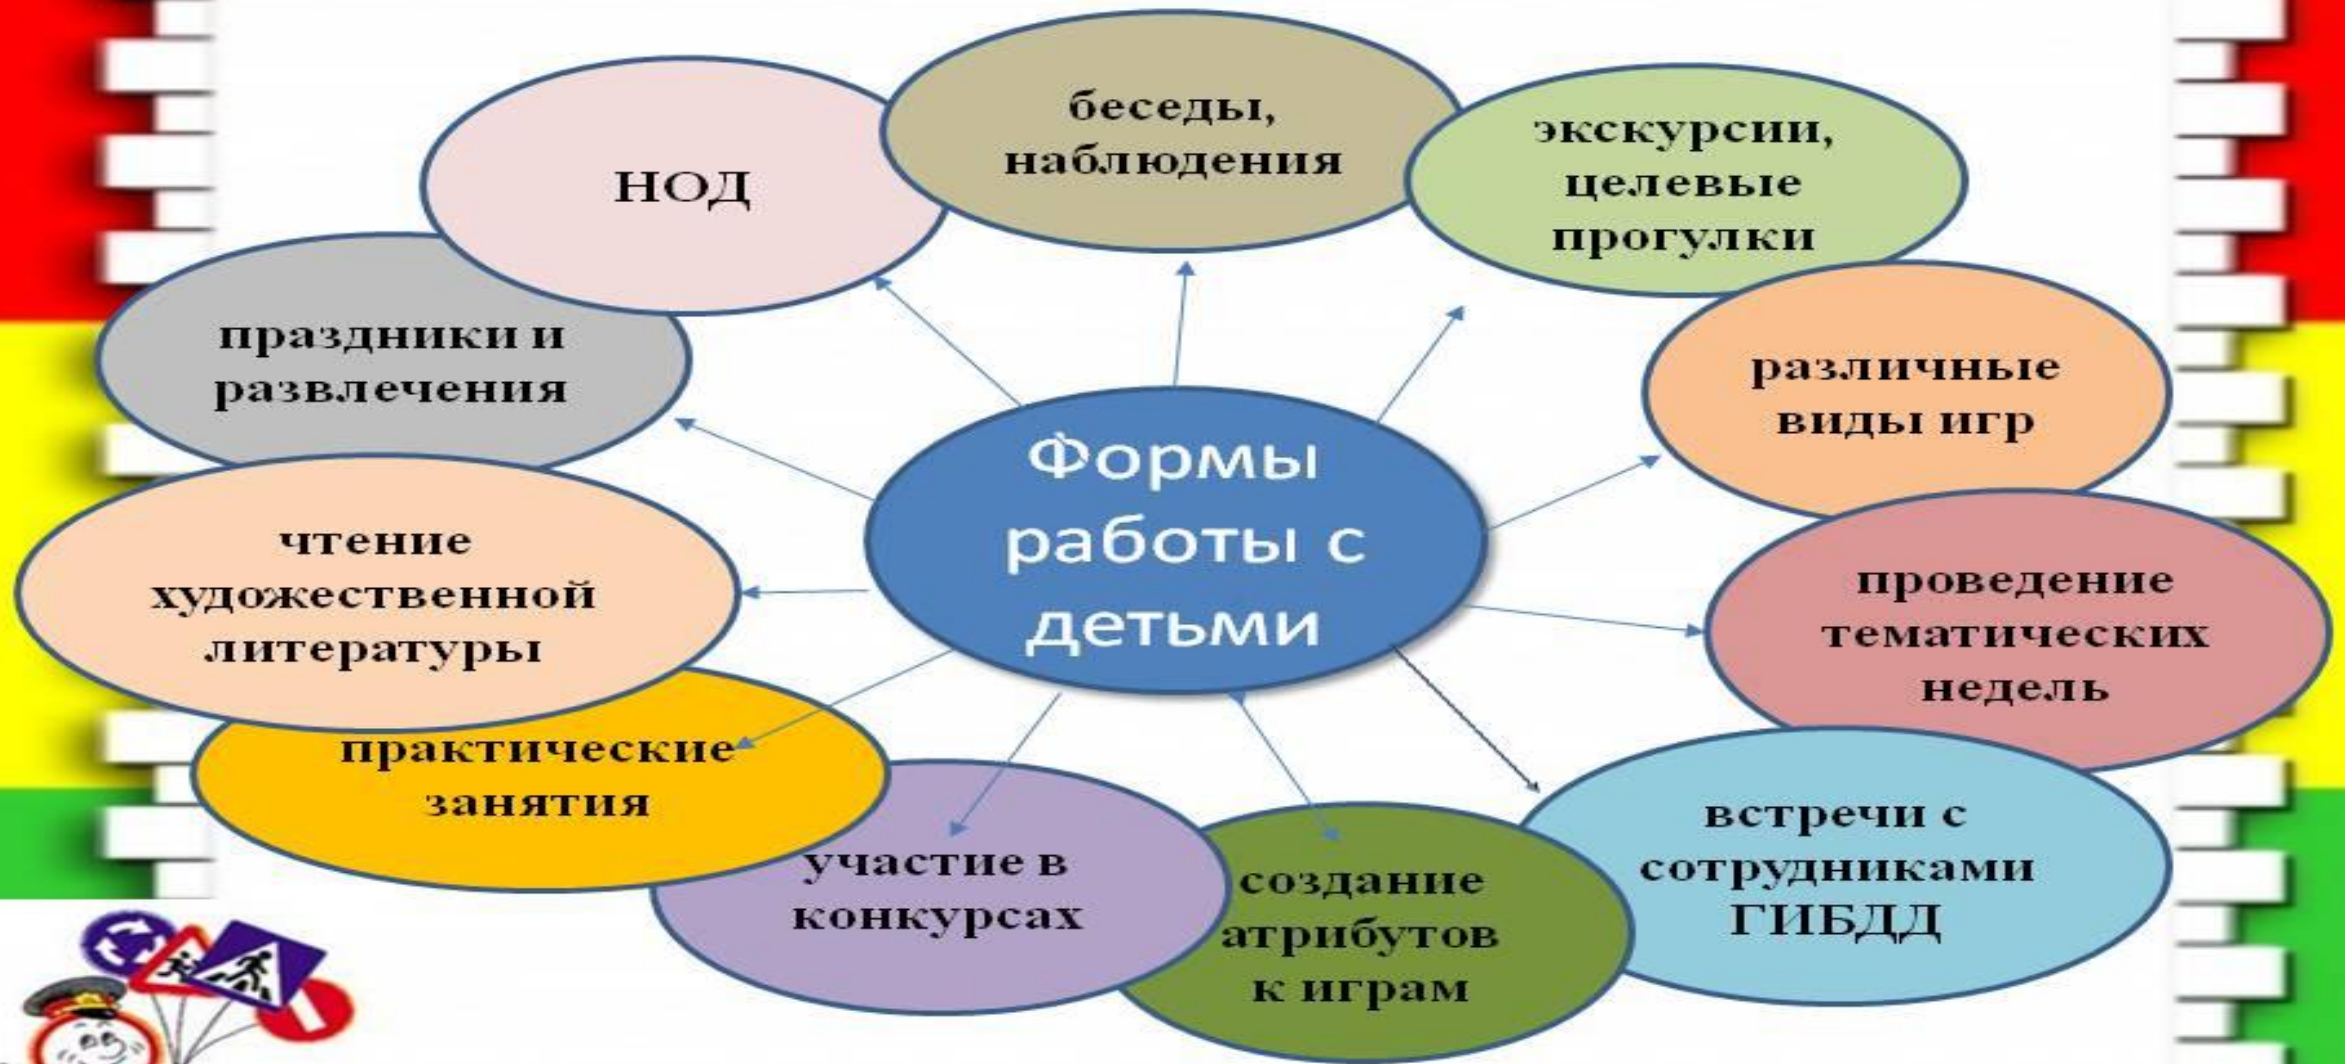 Формы
работы с
детьми
НОД
беседы,
наблюдения
экскурсии,
целевые
прогулки
различные
виды игр
проведение
тематических
недель
встречи с
сотрудниками
ГИБДД
создание
атрибутов
к играм
участие в
конкурсах
практические
занятия
чтение
художественной
литературы
праздники и
развлечения